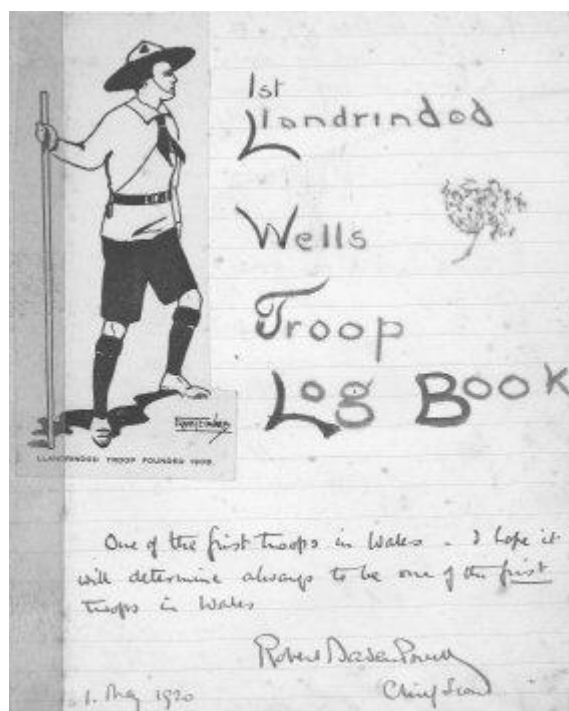 1st
Llandrindod
Wells
Troop
Log Book
LLANDRINDOD TROOP FOUNDED 1908.
One of the first troops in Wales - I hope it
will determine always to be one of the first
troops in Wales
Robert Baden Powell
1. May 1920
Chief Scout